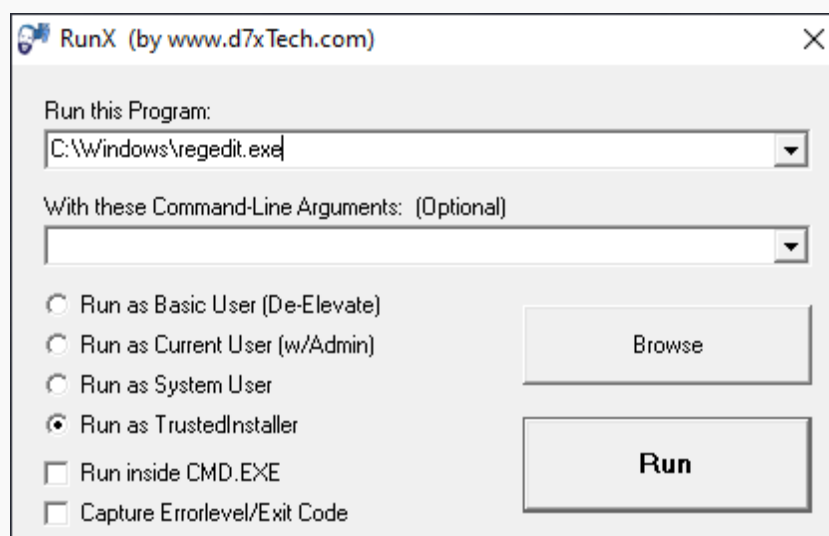 RunX (by www.d7xTech.com)
Run this Program:
C:\Windows\regedit.exe
With these Command-Line Arguments: (Optional)
Run as Basic User (De-Elevate)
Run as Current User (w/Admin)
Browse
Run as System User
Run as TrustedInstaller
Run
Run inside CMD.EXE
Capture Errorlevel/Exit Code